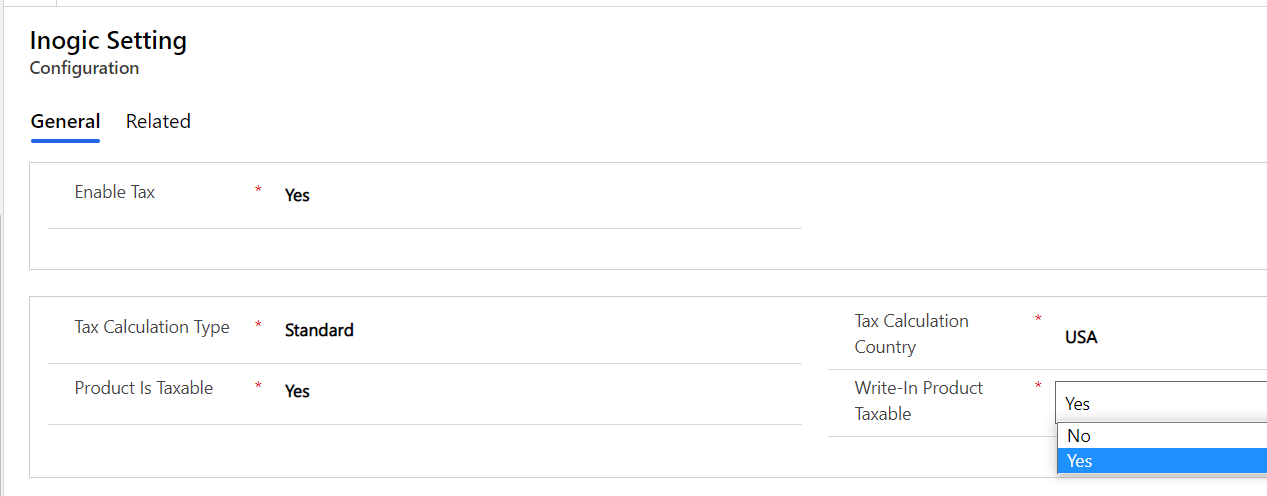 Inogic Setting
Configuration
General Related
Enable Tax * Yes
Tax Calculation Type * Standard
Tax Calculation
Country * USA
Product Is Taxable * Yes
Write-In Product
Taxable * Yes
No
Yes